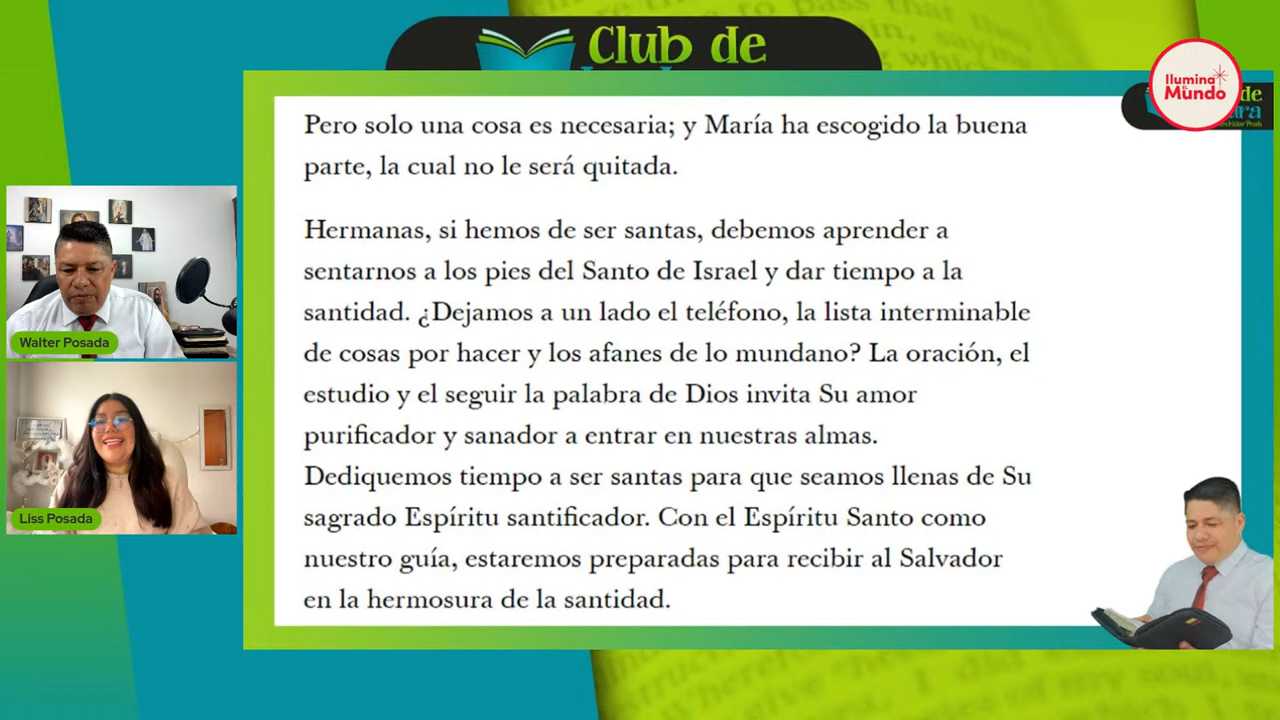 Club de
Ilumina
EL
Mundo
de
ara
Pero solo una cosa es necesaria; y María ha escogido la buena
parte, la cual no le será quitada.
Hermanas, si hemos de ser santas, debemos aprender a
sentarnos a los pies del Santo de Israel y dar tiempo a la
santidad. ¿Dejamos a un lado el teléfono, la lista interminable
de cosas por hacer y los afanes de lo mundano? La oración, el
estudio y el seguir la palabra de Dios invita Su amor
purificador y sanador a entrar en nuestras almas.
Dediquemos tiempo a ser santas para que seamos llenas de Su
sagrado Espíritu santificador. Con el Espíritu Santo como
nuestro guía, estaremos preparadas para recibir al Salvador
en la hermosura de la santidad.
Walter Posada
Liss Posada